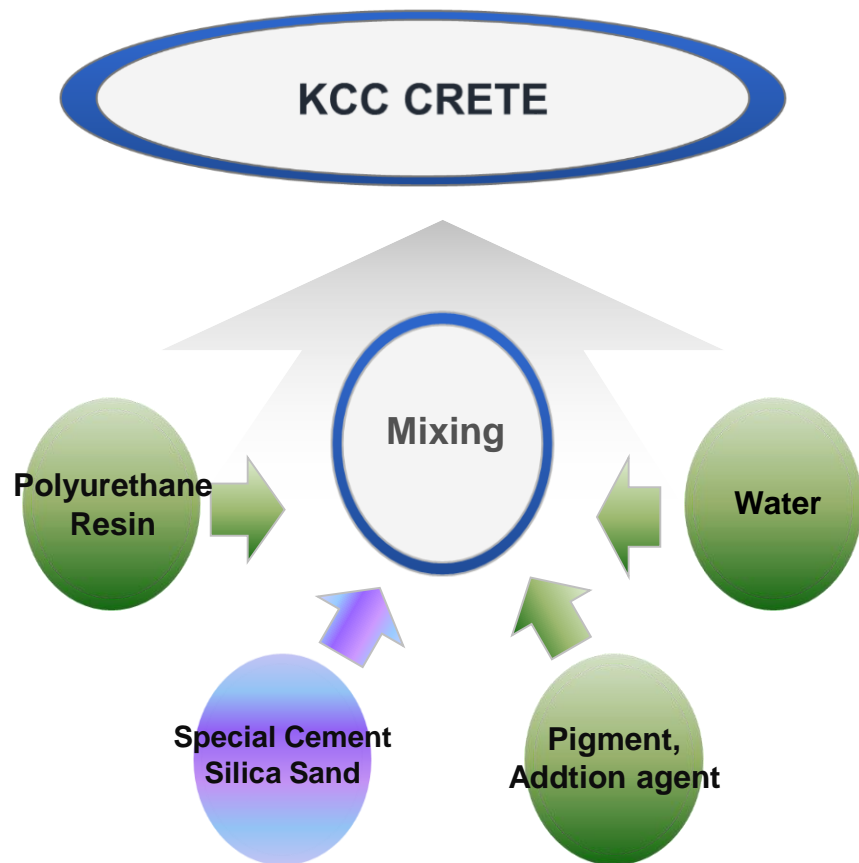 KCC CRETE
Mixing
Polyurethane
Resin
Water
Special Cement
Silica Sand
Pigment,
Addtion agent